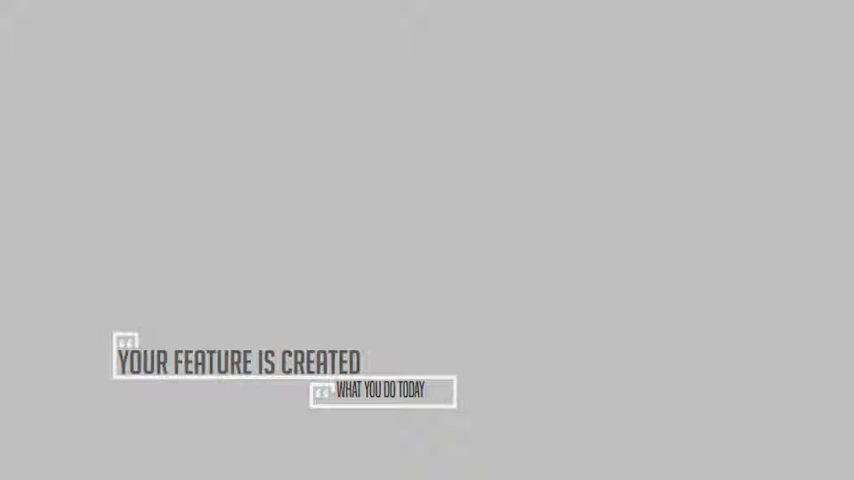 “
YOUR FEATURE IS CREATED
“ WHAT YOU DO TODAY